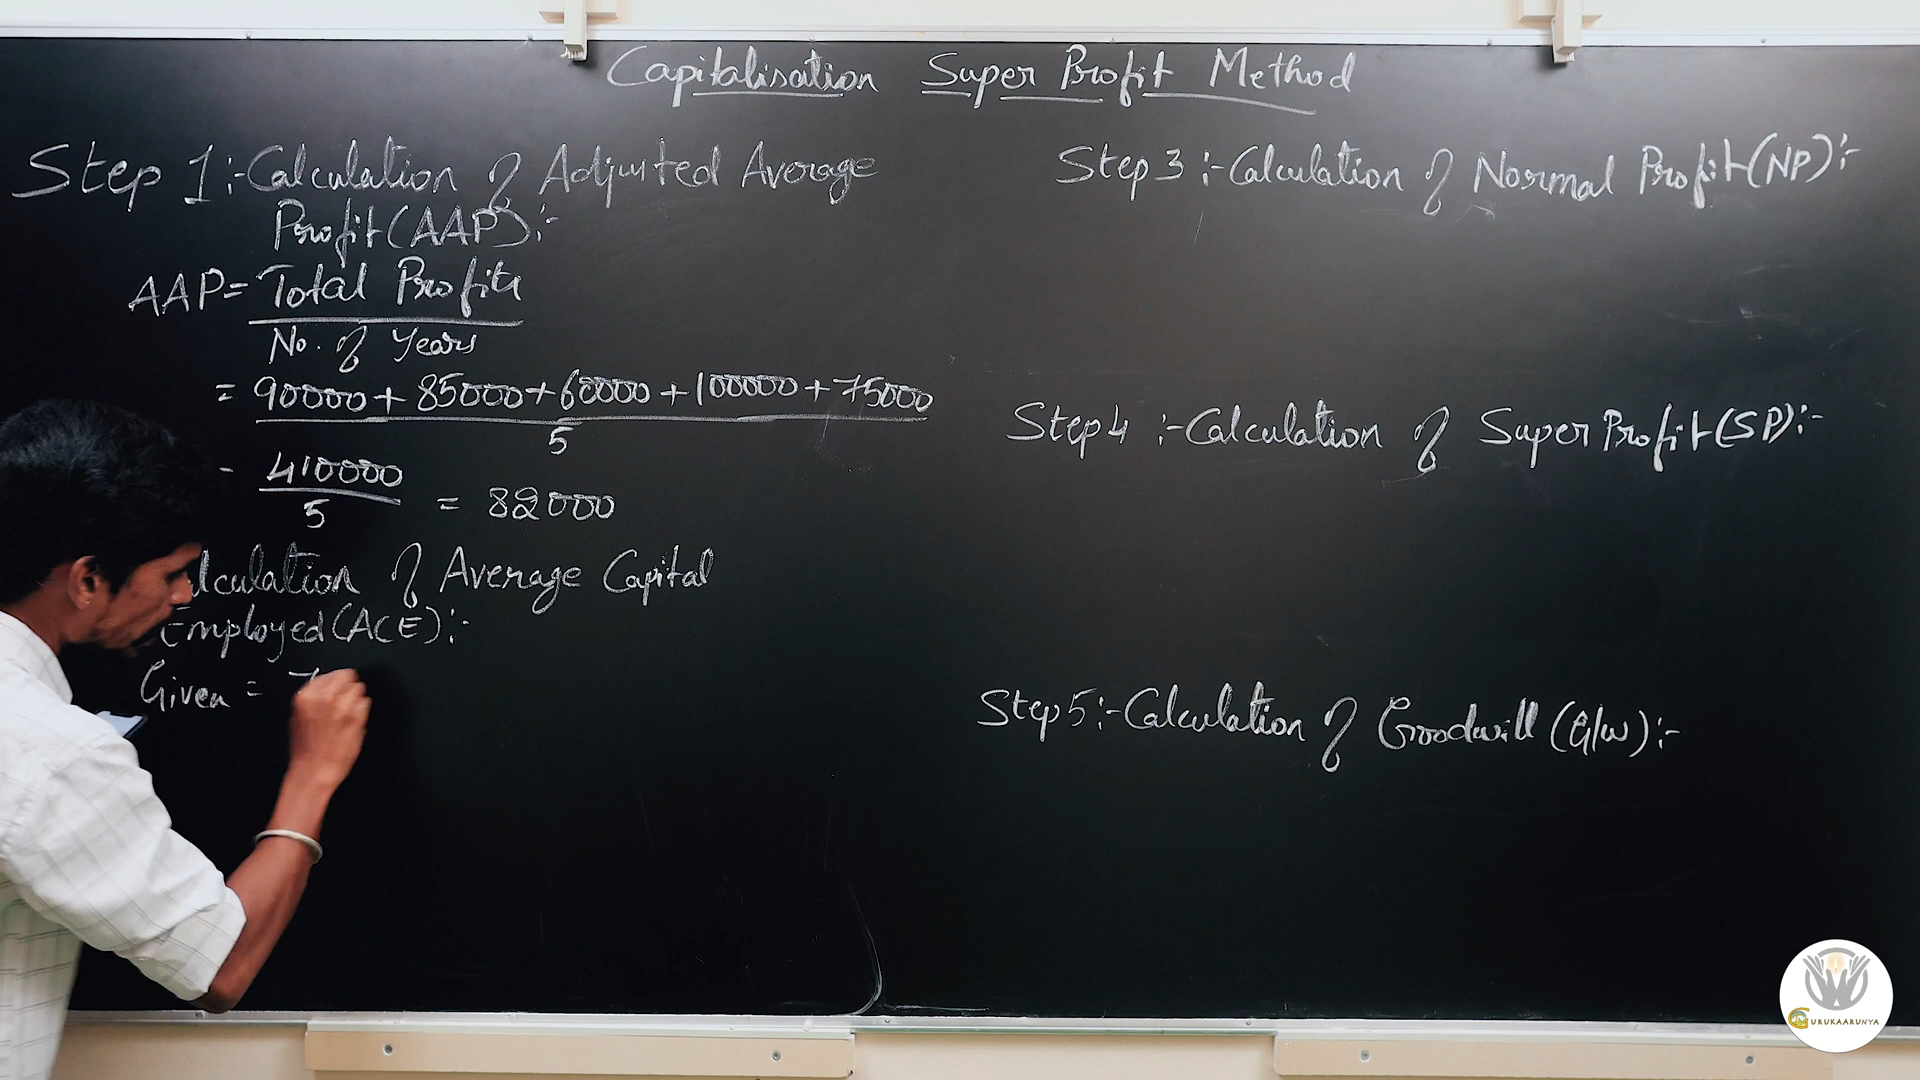 Capitalisation Super Profit Method
Step 1:- Calculation of Adjusted Average
Profit (AAP):-
AAP = Total Profits
No. of Years
= 90000 + 85000 + 60000 + 100000 + 75000
5
= 410000
5
= 82000
Calculation of Average Capital
Employed (ACE):-
Given =
Step 3 :- Calculation of Normal Profit (NP):-
Step 4 :- Calculation of Super Profit (SP):-
Step 5:- Calculation of Goodwill (G/W):-
GURUKAARUNYA